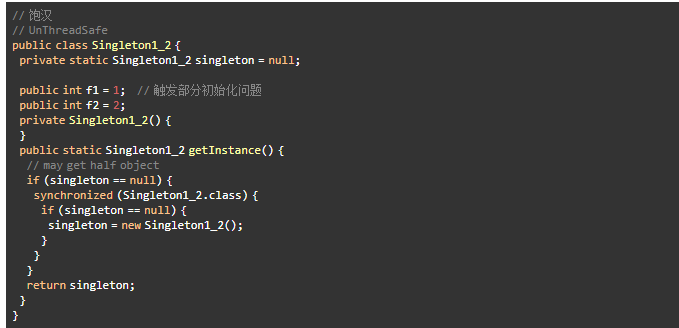 // 饱汉
// UnThreadSafe
public class Singleton1_2 {
 private static Singleton1_2 singleton = null;

 public int f1 = 1;  // 触发部分初始化问题
 public int f2 = 2;
 private Singleton1_2() {
 }
 public static Singleton1_2 getInstance() {
  // may get half object
  if (singleton == null) {
   synchronized (Singleton1_2.class) {
    if (singleton == null) {
     singleton = new Singleton1_2();
    }
   }
  }
  return singleton;
 }
}